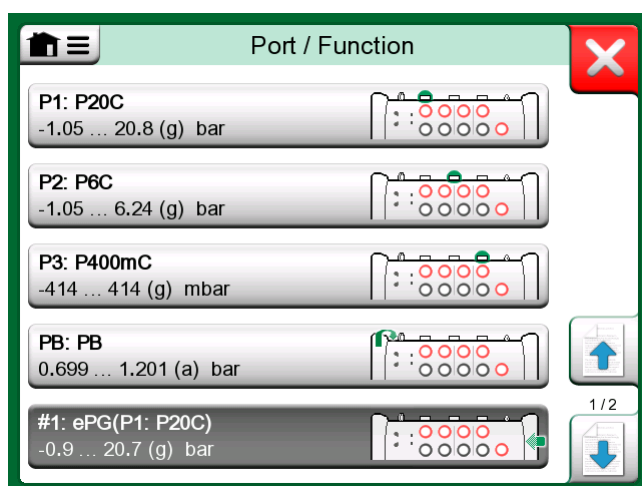 Port / Function
P1: P20C
-1.05 ... 20.8 (g) bar
P2: P6C
-1.05 ... 6.24 (g) bar
P3: P400mC
-414 ... 414 (g) mbar
PB: PB
0.699 ... 1.201 (a) bar
1 / 2
#1: ePG(P1: P20C)
-0.9 ... 20.7 (g) bar